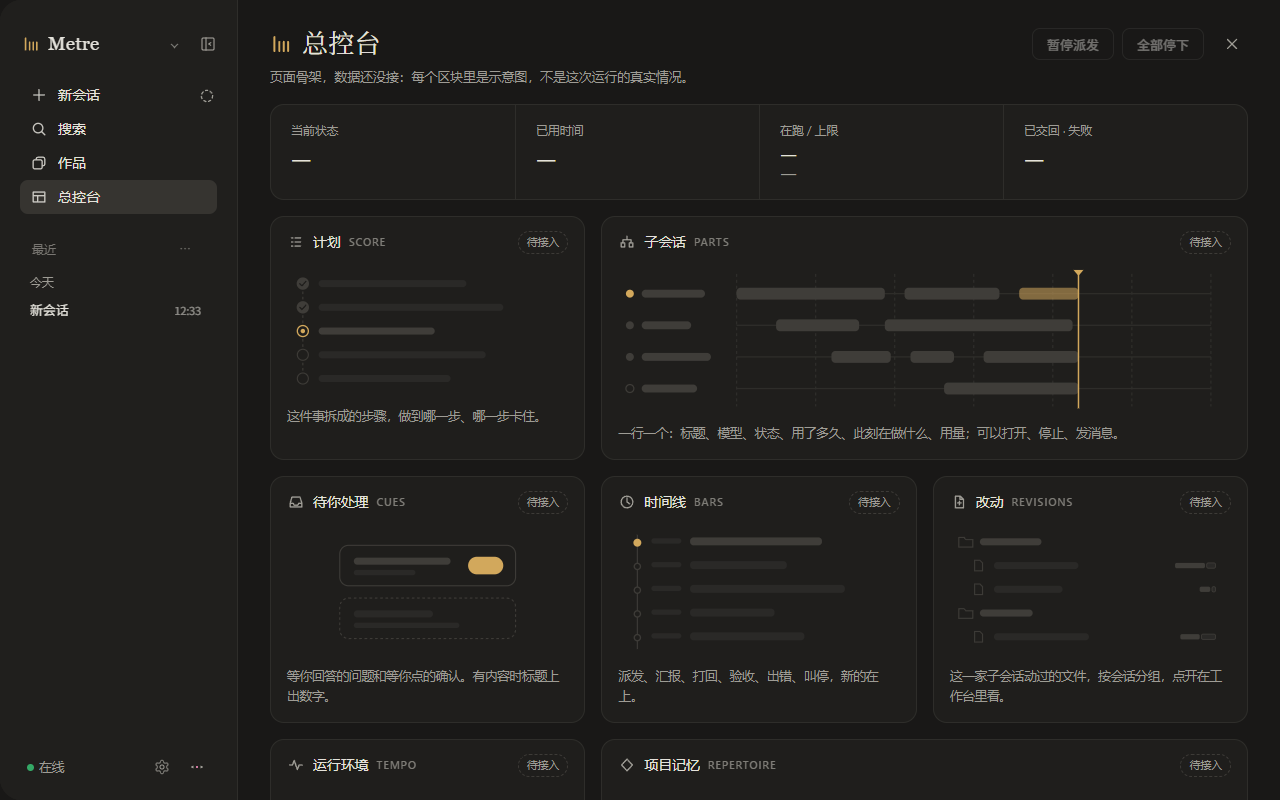 Metre
新会话
搜索
作品
总控台
最近
今天
新会话 12:33
在线
总控台
暂停派发
全部停下
页面骨架，数据还没接：每个区块里是示意图，不是这次运行的真实情况。
当前状态
—
已用时间
—
在跑 / 上限
—
—
已交回 · 失败
—
计划 SCORE 待接入
这件事拆成的步骤，做到哪一步、哪一步卡住。
子会话 PARTS 待接入
一行一个：标题、模型、状态、用了多久、此刻在做什么、用量；可以打开、停止、发消息。
待你处理 CUES 待接入
等你回答的问题和等你点的确认。有内容时标题上
出数字。
时间线 BARS 待接入
派发、汇报、打回、验收、出错、叫停，新的在
上。
改动 REVISIONS 待接入
这一家子会话动过的文件，按会话分组，点开在工
作台里看。
运行环境 TEMPO 待接入
项目记忆 REPERTOIRE 待接入